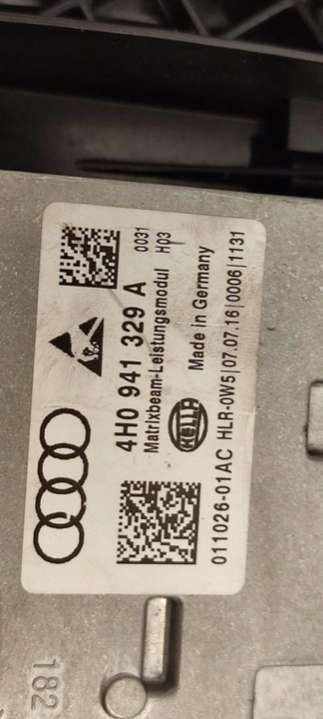 4H0 941 329 A
0031
H03
Matrixbeam-Leistungsmodul
HELLA
Made in Germany
011026-01AC HLR-0W5|07.07.16|0006|1131
182